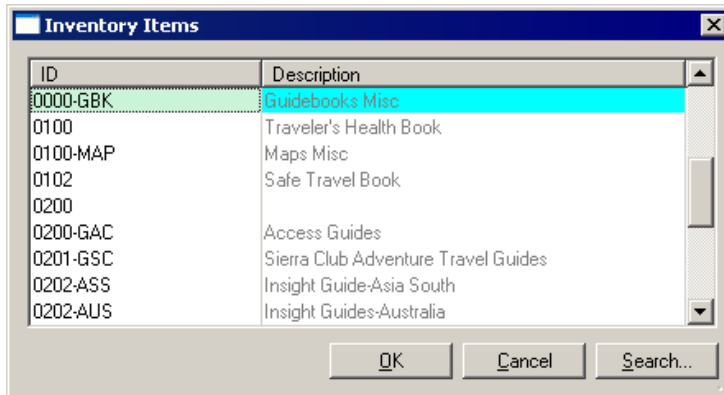 Inventory Items
ID Description
0000-GBK Guidebooks Misc
0100 Traveler's Health Book
0100-MAP Maps Misc
0102 Safe Travel Book
0200
0200-GAC Access Guides
0201-GSC Sierra Club Adventure Travel Guides
0202-ASS Insight Guide-Asia South
0202-AUS Insight Guides-Australia
OK Cancel Search...